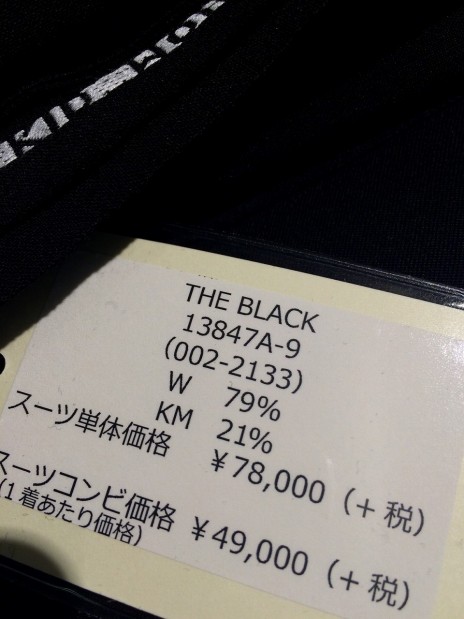 THE BLACK
13847A-9
(002-2133)
W 79%
KM 21%
スーツ単体価格 ¥78,000 (+税)
スーツコンビ価格 ¥49,000 (+税)
(1着あたり価格)